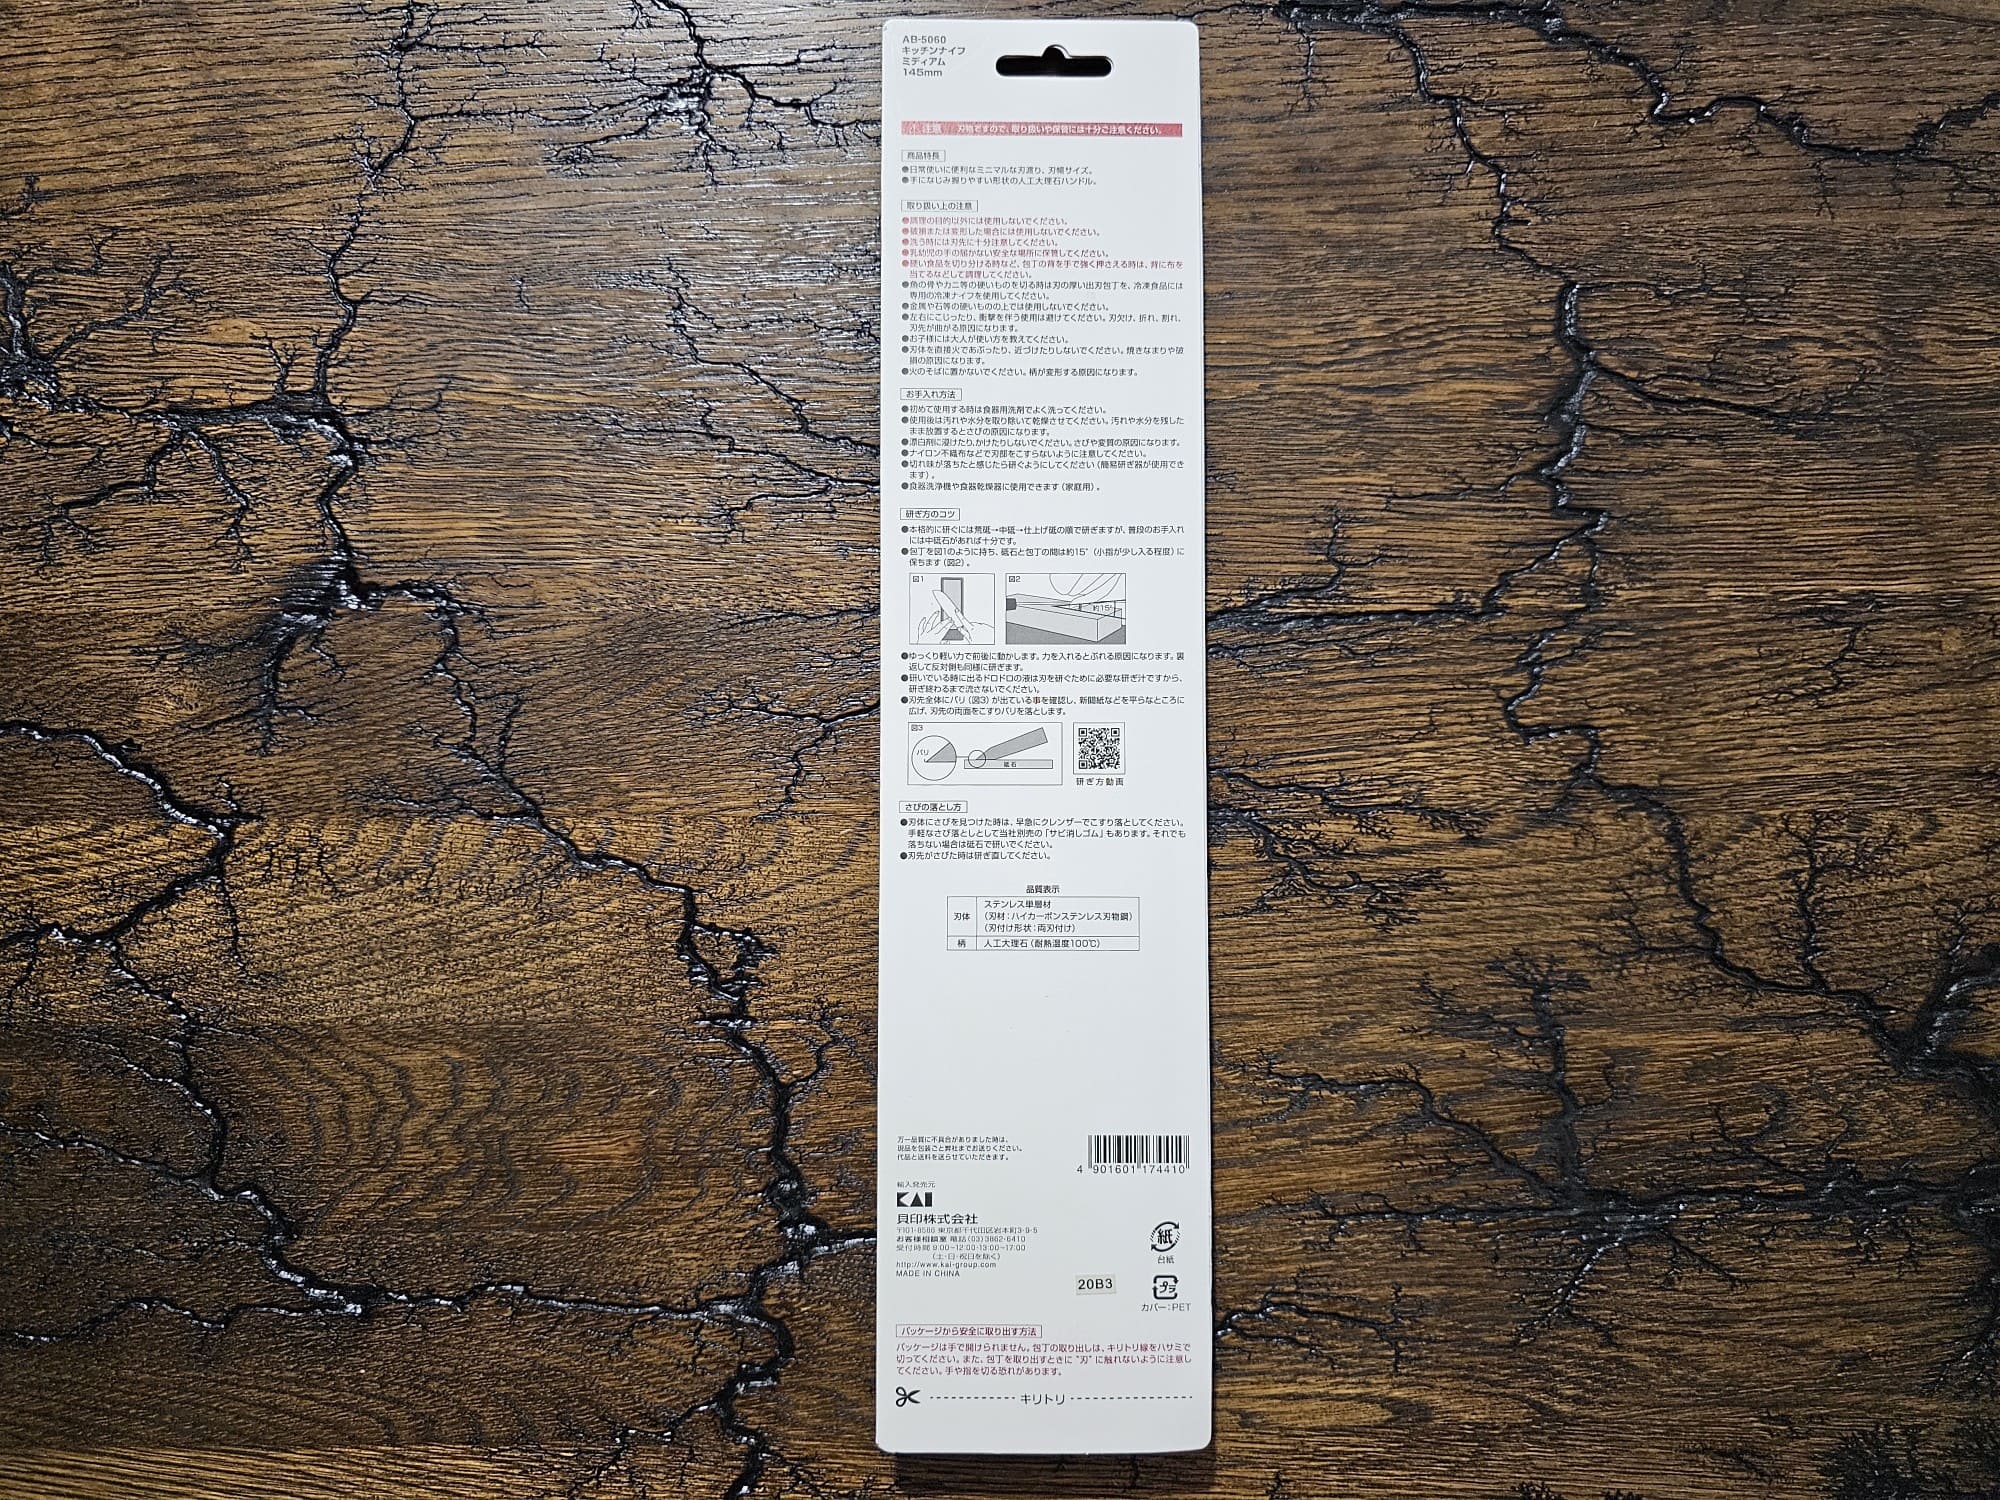 AB-5060
キッチンナイフ
ミディアム
145mm
注意 刃物ですので、取り扱いや保管には十分ご注意ください。
商品特長
●日常使いに便利なミニマルな刃渡り、刃幅サイズ。
●手になじみ握りやすい形状の人工大理石ハンドル。
取り扱い上の注意
●調理の目的以外には使用しないでください。
●破損または変形した場合には使用しないでください。
●洗う時には刃先に十分注意してください。
●乳幼児の手の届かない安全な場所に保管してください。
●硬い食品を切り分ける時など、包丁の背を手で強く押さえる時は、背に布を
当てるなどして調理してください。
●魚の骨やカニ等の硬いものを切る時は刃の厚い出刃包丁を、冷凍食品には
専用の冷凍ナイフを使用してください。
●金属や石等の硬いものの上では使用しないでください。
●左右にこじったり、衝撃を伴う使用は避けてください。刃欠け、折れ、割れ、
刃先が曲がる原因になります。
●お子様には大人が使い方を教えてください。
●刃体を直接火であぶったり、近づけたりしないでください。焼きなまりや破
損の原因になります。
●火のそばに置かないでください。柄が変形する原因になります。
お手入れ方法
●初めて使用する時は食器用洗剤でよく洗ってください。
●使用後は汚れや水分を取り除いて乾燥させてください。汚れや水分を残した
まま放置するとさびの原因になります。
●漂白剤に浸けたり、かけたりしないでください。さびや変質の原因になります。
●ナイロン不織布などで刃部をこすらないように注意してください。
●切れ味が落ちたと感じたら研ぐようにしてください（簡易研ぎ器が使用でき
ます）。
●食器洗浄機や食器乾燥器に使用できます（家庭用）。
研ぎ方のコツ
●本格的に研ぐには荒砥→中砥→仕上げ砥の順で研ぎますが、普段のお手入れ
には中砥石があれば十分です。
●包丁を図1のように持ち、砥石と包丁の間は約15°（小指が少し入る程度）に
保ちます（図2）。
図1
図2
約15°
●ゆっくり軽い力で前後に動かします。力を入れるとぶれる原因になります。裏
返して反対側も同様に研ぎます。
●研いでいる時に出るドロドロの液は刃を研ぐために必要な研ぎ汁ですから、
研ぎ終わるまで流さないでください。
●刃先全体にバリ（図3）が出ている事を確認し、新聞紙などを平らなところに
広げ、刃先の両面をこすりバリを落とします。
図3
バリ
砥石
研ぎ方動画
さびの落とし方
●刃体にさびを見つけた時は、早急にクレンザーでこすり落としてください。
手軽なさび落としとして当社別売の「サビ消しゴム」もあります。それでも
落ちない場合は砥石で研いでください。
●刃先がさびた時は研ぎ直してください。
品質表示
刃体
ステンレス単層材
（刃材：ハイカーボンステンレス刃物鋼）
（刃付け形状：両刃付け）
柄 人工大理石（耐熱温度100℃）
万一品質に不具合がありました時は、
現品を包装ごと弊社までお送りください。
代品と送料を送らせていただきます。
4 901601 174410
輸入発売元
KAI
貝印株式会社
〒101-8586 東京都千代田区岩本町3-9-5
お客様相談室 電話(03)3862-6410
受付時間 9:00~12:00・13:00~17:00
（土・日・祝日を除く）
http://www.kai-group.com
MADE IN CHINA
紙
台紙
20B3
プラ
カバー：PET
パッケージから安全に取り出す方法
パッケージは手で開けられません。包丁の取り出しは、キリトリ線をハサミで
切ってください。また、包丁を取り出すときに"刃"に触れないように注意し
てください。手や指を切る恐れがあります。
キリトリ